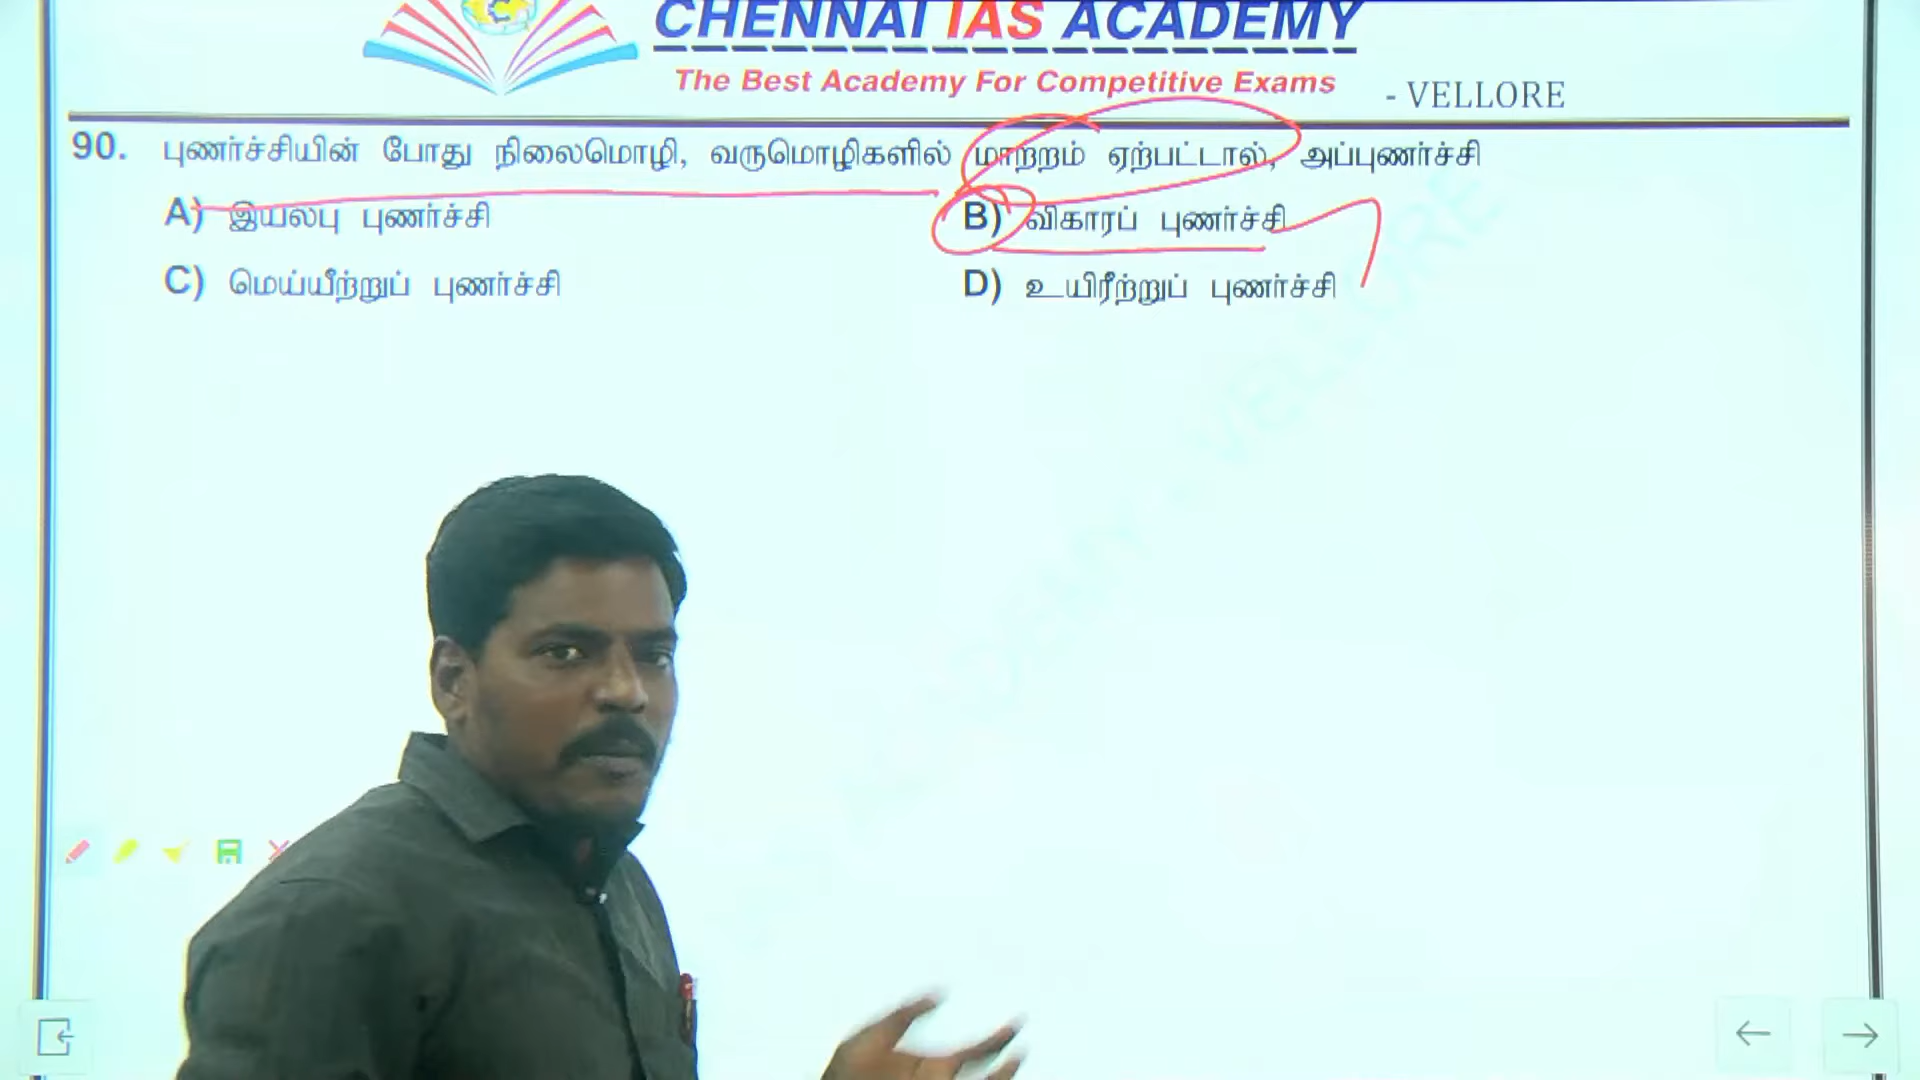 CHENNAI IAS ACADEMY
The Best Academy For Competitive Exams
- VELLORE
90. புணர்ச்சியின் போது நிலைமொழி, வருமொழிகளில் மாற்றம் ஏற்பட்டால், அப்புணர்ச்சி
A) இயல்பு புணர்ச்சி B) விகாரப் புணர்ச்சி
C) மெய்யீற்றுப் புணர்ச்சி D) உயிரீற்றுப் புணர்ச்சி